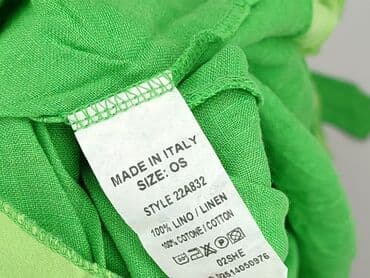 MADE IN ITALY
SIZE: OS
STYLE 22A832
100% LINO / LINEN
100% COTONE / COTTON
02SHE